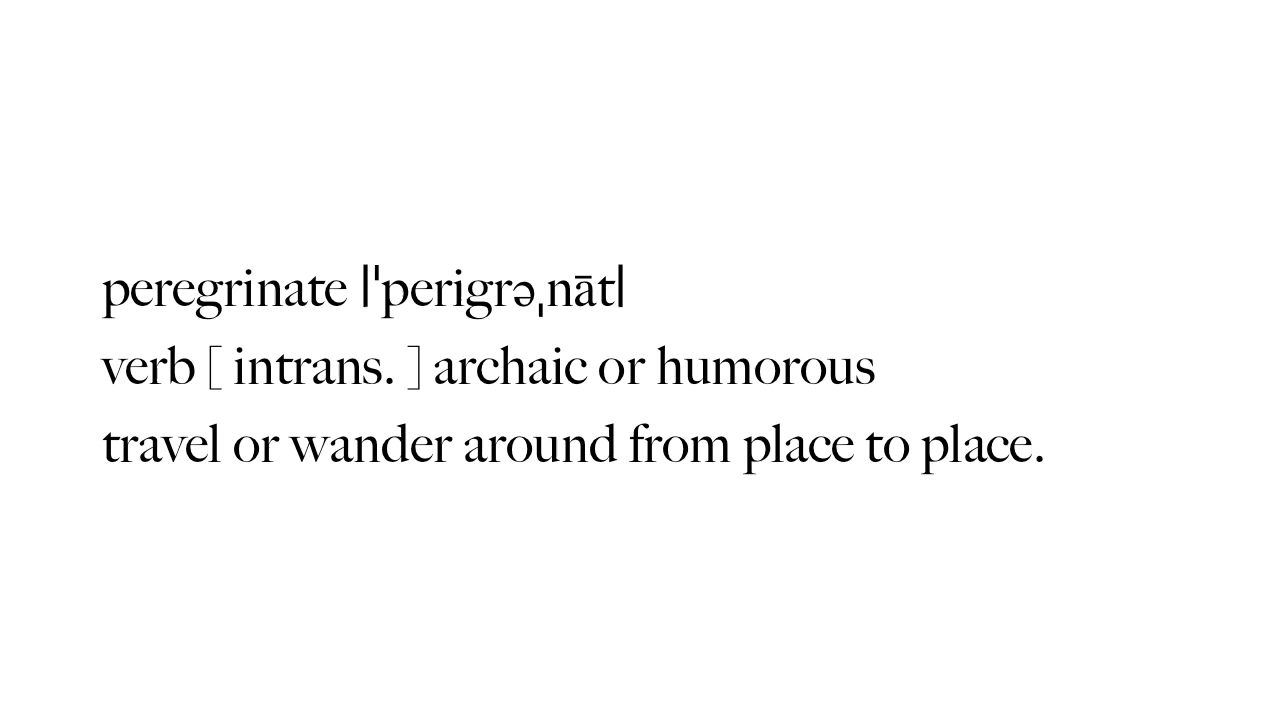 peregrinate |ˈperigrəˌnāt|
verb [ intrans. ] archaic or humorous
travel or wander around from place to place.